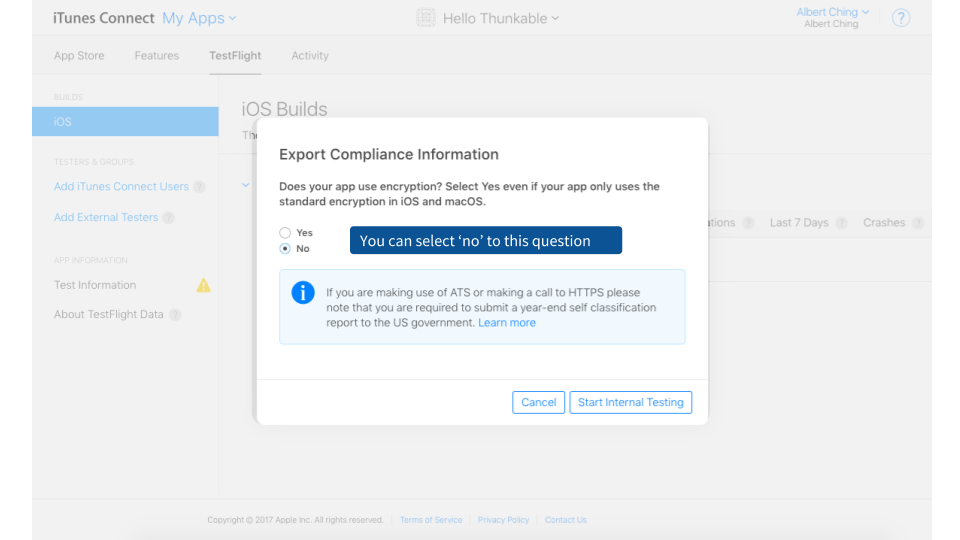 iTunes Connect My Apps
Hello Thunkable
Albert Ching
Albert Ching
?
App Store Features TestFlight Activity
BUILDS
iOS
iOS Builds
The
TESTERS & GROUPS
Add iTunes Connect Users ?
Add External Testers ?
APP INFORMATION
Test Information
About TestFlight Data ?
Export Compliance Information
Does your app use encryption? Select Yes even if your app only uses the
standard encryption in iOS and macOS.
Yes
No
You can select ‘no’ to this question
If you are making use of ATS or making a call to HTTPS please
note that you are required to submit a year-end self classification
report to the US government. Learn more
Cancel Start Internal Testing
? Last 7 Days ? Crashes ?
Copyright © 2017 Apple Inc. All rights reserved. Terms of Service Privacy Policy Contact Us